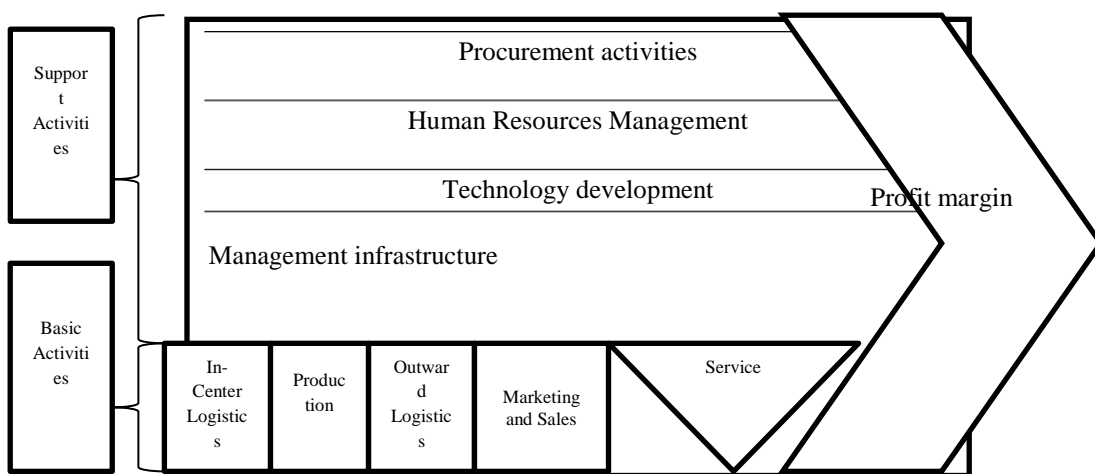 Suppor
t
Activiti
es
Procurement activities
Human Resources Management
Technology development
Profit margin
Management infrastructure
Basic
Activiti
es
In-
Center
Logistic
s
Produc
tion
Outwar
d
Logistic
s
Marketing
and Sales
Service